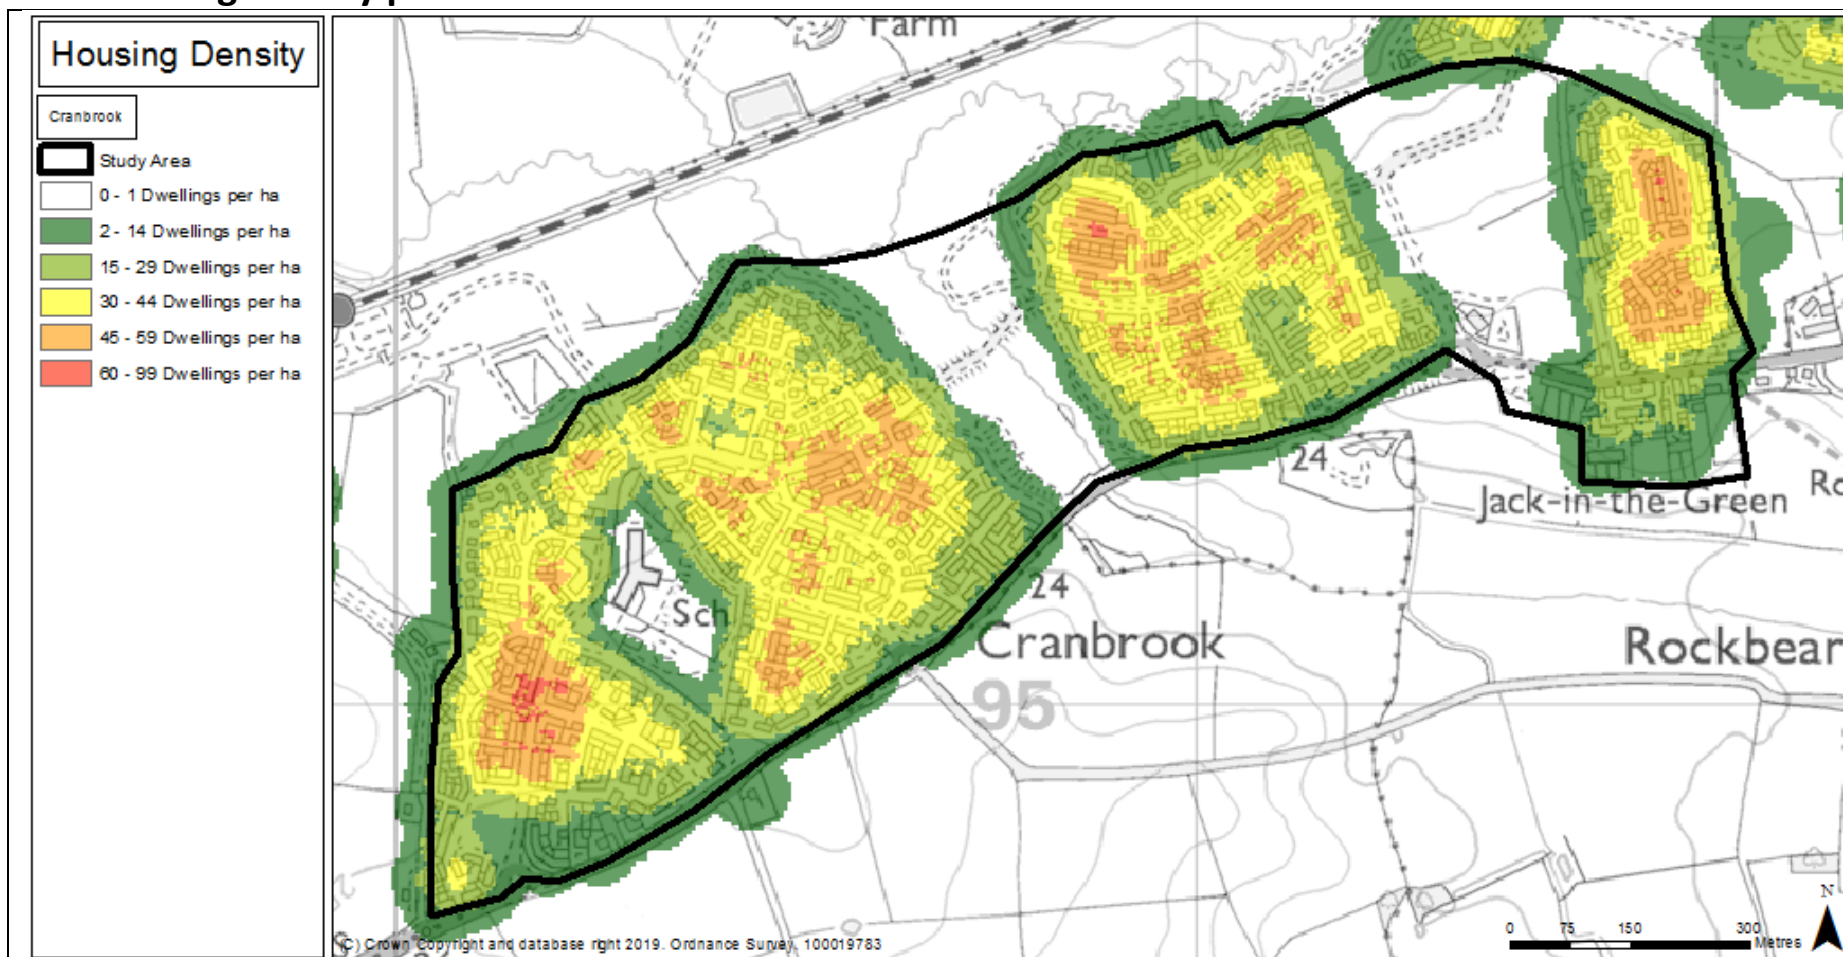 Housing Density
Cranbrook
Study Area
0 - 1 Dwellings per ha
2 - 14 Dwellings per ha
15 - 29 Dwellings per ha
30 - 44 Dwellings per ha
45 - 59 Dwellings per ha
60 - 99 Dwellings per ha
Farm
24
Jack-in-the-Green
Ro
Sch
24
Cranbrook
Rockbear
95
N
0 75 150 300
Metres
(C) Crown Copyright and database right 2019. Ordnance Survey, 100019783